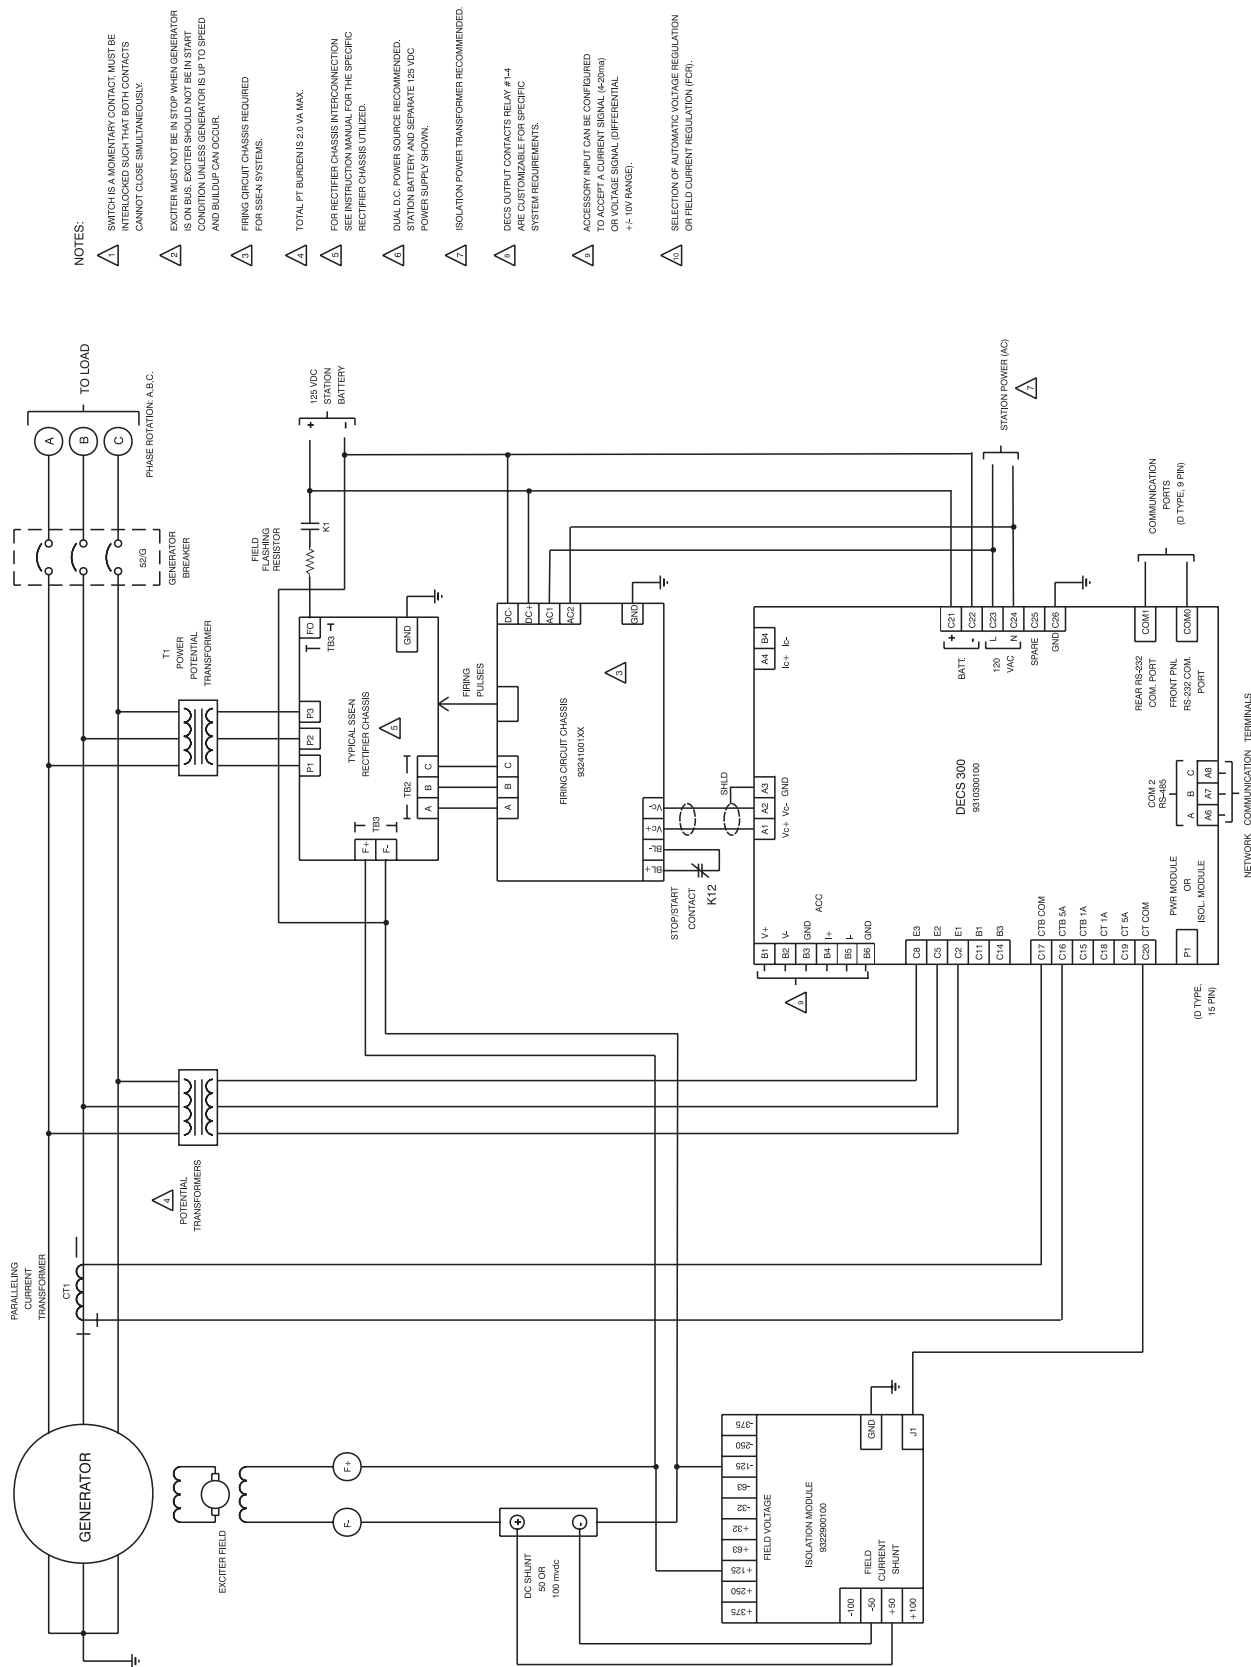 NOTES:
1
SWITCH IS A MOMENTARY CONTACT, MUST BE
INTERLOCKED SUCH THAT BOTH CONTACTS
CANNOT CLOSE SIMULTANEOUSLY.
2
EXCITER MUST NOT BE IN STOP WHEN GENERATOR
IS ON BUS. EXCITER SHOULD NOT BE IN START
CONDITION UNLESS GENERATOR IS UP TO SPEED
AND BUILDUP CAN OCCUR.
3
FIRING CIRCUIT CHASSIS REQUIRED
FOR SSE-N SYSTEMS.
4
TOTAL PT BURDEN IS 2.0 VA MAX.
5
FOR RECTIFIER CHASSIS INTERCONNECTION
SEE INSTRUCTION MANUAL FOR THE SPECIFIC
RECTIFIER CHASSIS UTILIZED.
6
DUAL D.C. POWER SOURCE RECOMMENDED.
STATION BATTERY AND SEPARATE 125 VDC
POWER SUPPLY SHOWN.
7
ISOLATION POWER TRANSFORMER RECOMMENDED.
8
DECS OUTPUT CONTACTS RELAY #1-4
ARE CUSTOMIZABLE FOR SPECIFIC
SYSTEM REQUIREMENTS.
9
ACCESSORY INPUT CAN BE CONFIGURED
TO ACCEPT A CURRENT SIGNAL (4-20ma)
OR VOLTAGE SIGNAL (DIFFERENTIAL
+/- 10V RANGE).
10
SELECTION OF AUTOMATIC VOLTAGE REGULATION
OR FIELD CURRENT REGULATION (FCR).
TO LOAD
A
B
C
PHASE ROTATION: A,B,C.
52/G
GENERATOR
BREAKER
T1
POWER
POTENTIAL
TRANSFORMER
4
POTENTIAL
TRANSFORMERS
PARALLELING
CURRENT
TRANSFORMER
CT1
GENERATOR
EXCITER FIELD
F+
F-
DC SHUNT
50 OR
100 mvdc
+
-
125 VDC
STATION
BATTERY
+
-
K1
FIELD
FLASHING
RESISTOR
FO
TB3
GND
P1
P2
P3
TYPICAL SSE-N
RECTIFIER CHASSIS
5
TB2
A
B
C
TB3
F+
F-
FIRING
PULSES
DC-
DC+
AC1
AC2
GND
FIRING CIRCUIT CHASSIS
93241001XX
3
A
B
C
BL+
BL-
Vc+
Vc-
STOP/START
CONTACT
K12
SHLD
A1
A2
A3
Vc+
Vc-
GND
A4
B4
Ic+
Ic-
DECS 300
9310300100
B1
V+
B2
V-
B3
GND
B4
I+
B5
I-
B6
GND
ACC
9
C8
E3
C5
E2
C2
E1
C11
B1
C14
B3
C17
CTB COM
C16
CTB 5A
C15
CTB 1A
C18
CT 1A
C19
CT 5A
C20
CT COM
P1
PWR MODULE
OR
ISOL. MODULE
(D TYPE,
15 PIN)
C21
+
C22
-
BATT.
C23
L
C24
N
120
VAC
C25
SPARE
C26
GND
STATION POWER (AC)
7
COM1
REAR RS-232
COM. PORT
COM0
FRONT PNL
RS-232 COM.
PORT
COMMUNICATION
PORTS
(D TYPE, 9 PIN)
COM 2
RS-485
A
B
C
A6
A7
A8
NETWORK COMMUNICATION TERMINALS
+375
+250
+125
+63
+32
-32
-63
-125
-250
-375
FIELD VOLTAGE
ISOLATION MODULE
9322900100
FIELD
CURRENT
SHUNT
-100
-50
+50
+100
GND
J1